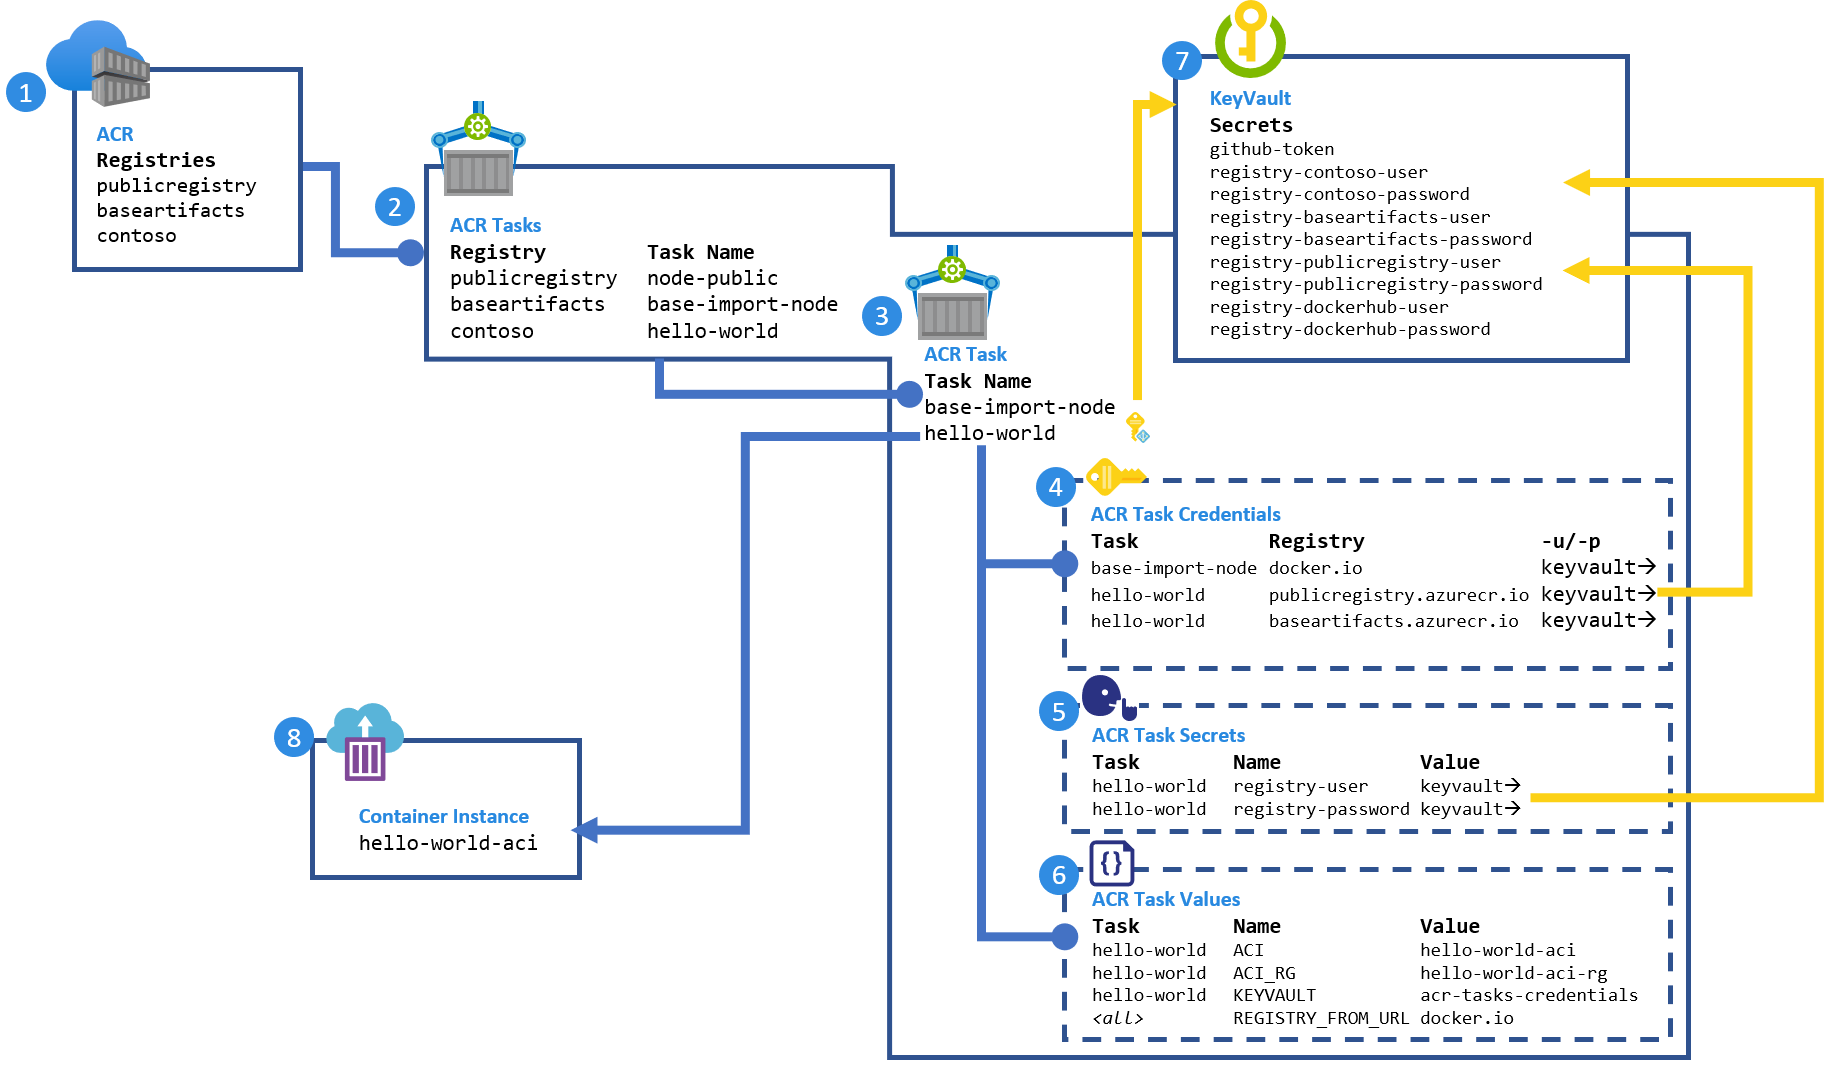 1
ACR
Registries
publicregistry
baseartifacts
contoso
2
ACR Tasks
Registry Task Name
publicregistry node-public
baseartifacts base-import-node
contoso hello-world
3
ACR Task
Task Name
base-import-node
hello-world
7
KeyVault
Secrets
github-token
registry-contoso-user
registry-contoso-password
registry-baseartifacts-user
registry-baseartifacts-password
registry-publicregistry-user
registry-publicregistry-password
registry-dockerhub-user
registry-dockerhub-password
4
ACR Task Credentials
Task Registry -u/-p
base-import-node docker.io keyvault→
hello-world publicregistry.azurecr.io keyvault→
hello-world baseartifacts.azurecr.io keyvault→
5
ACR Task Secrets
Task Name Value
hello-world registry-user keyvault→
hello-world registry-password keyvault→
6
{}
ACR Task Values
Task Name Value
hello-world ACI hello-world-aci
hello-world ACI_RG hello-world-aci-rg
hello-world KEYVAULT acr-tasks-credentials
<all> REGISTRY_FROM_URL docker.io
8
Container Instance
hello-world-aci